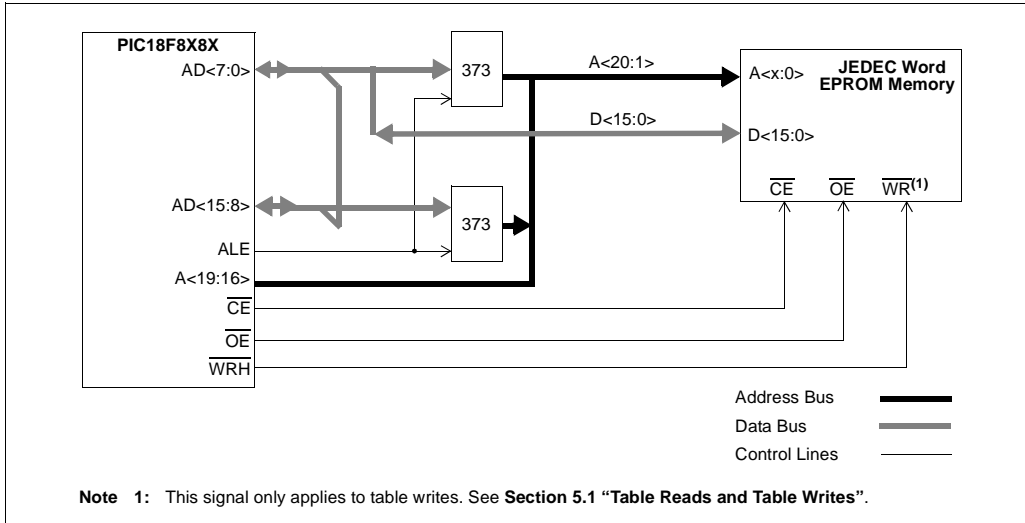 PIC18F8X8X
AD<7:0>
373
A<20:1>
A<x:0>
JEDEC Word
EPROM Memory
D<15:0>
D<15:0>
CE
OE
WR(1)
AD<15:8>
373
ALE
A<19:16>
CE
OE
WRH
Address Bus
Data Bus
Control Lines
Note 1: This signal only applies to table writes. See Section 5.1 “Table Reads and Table Writes”.